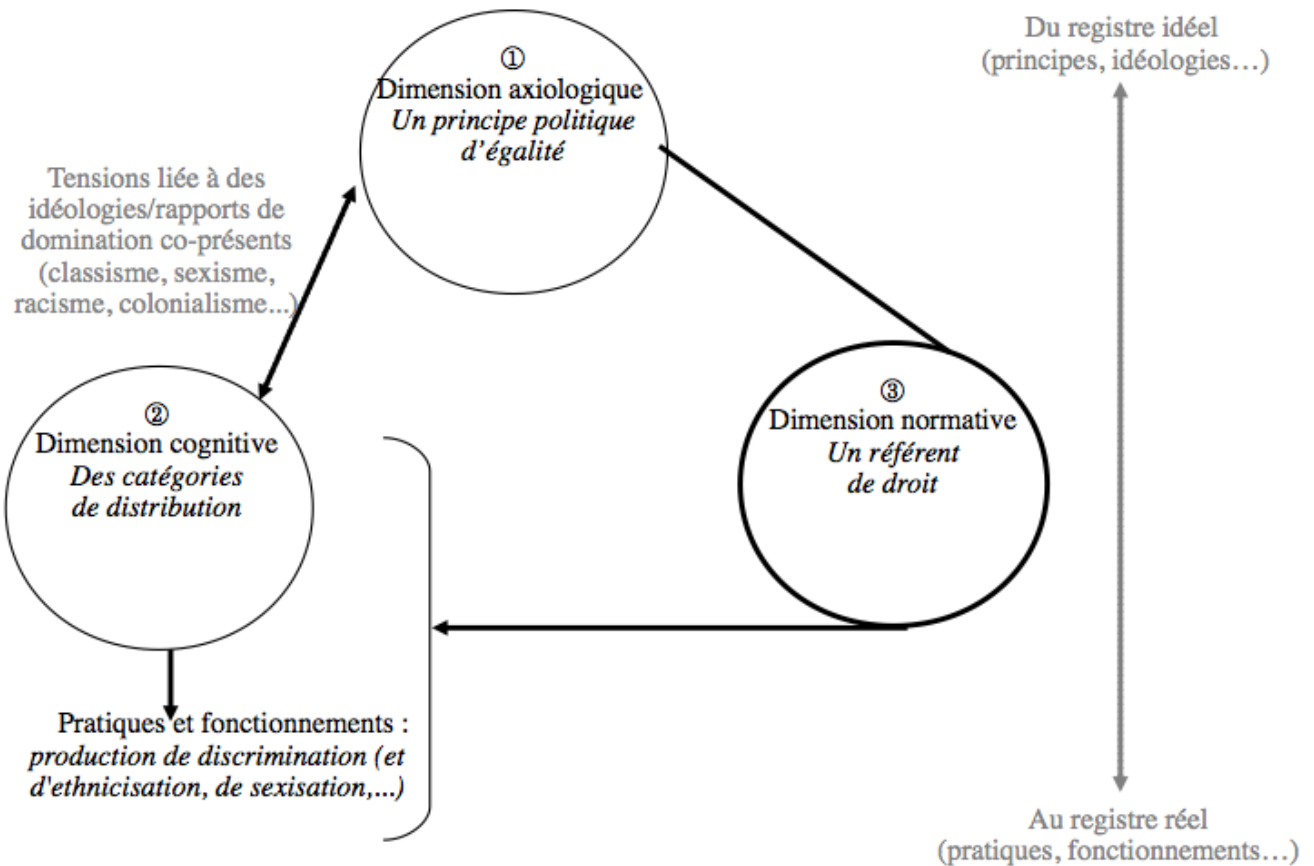 ①
Dimension axiologique
Un principe politique
d’égalité
Du registre idéel
(principes, idéologies…)
Tensions liée à des
idéologies/rapports de
domination co-présents
(classisme, sexisme,
racisme, colonialisme...)
②
Dimension cognitive
Des catégories
de distribution
③
Dimension normative
Un référent
de droit
Pratiques et fonctionnements :
production de discrimination (et
d'ethnicisation, de sexisation,...)
Au registre réel
(pratiques, fonctionnements…)